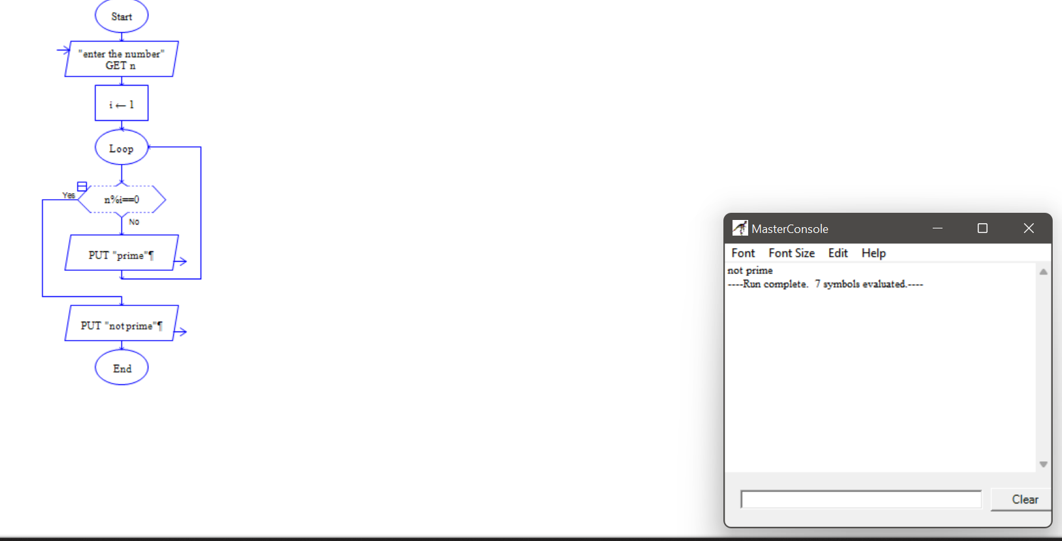 Start
"enter the number"
GET n
i ← 1
Loop
Yes
n%i==0
No
PUT "prime"¶
PUT "not prime"¶
End
MasterConsole
Font Font Size Edit Help
not prime
----Run complete.  7 symbols evaluated.----
Clear